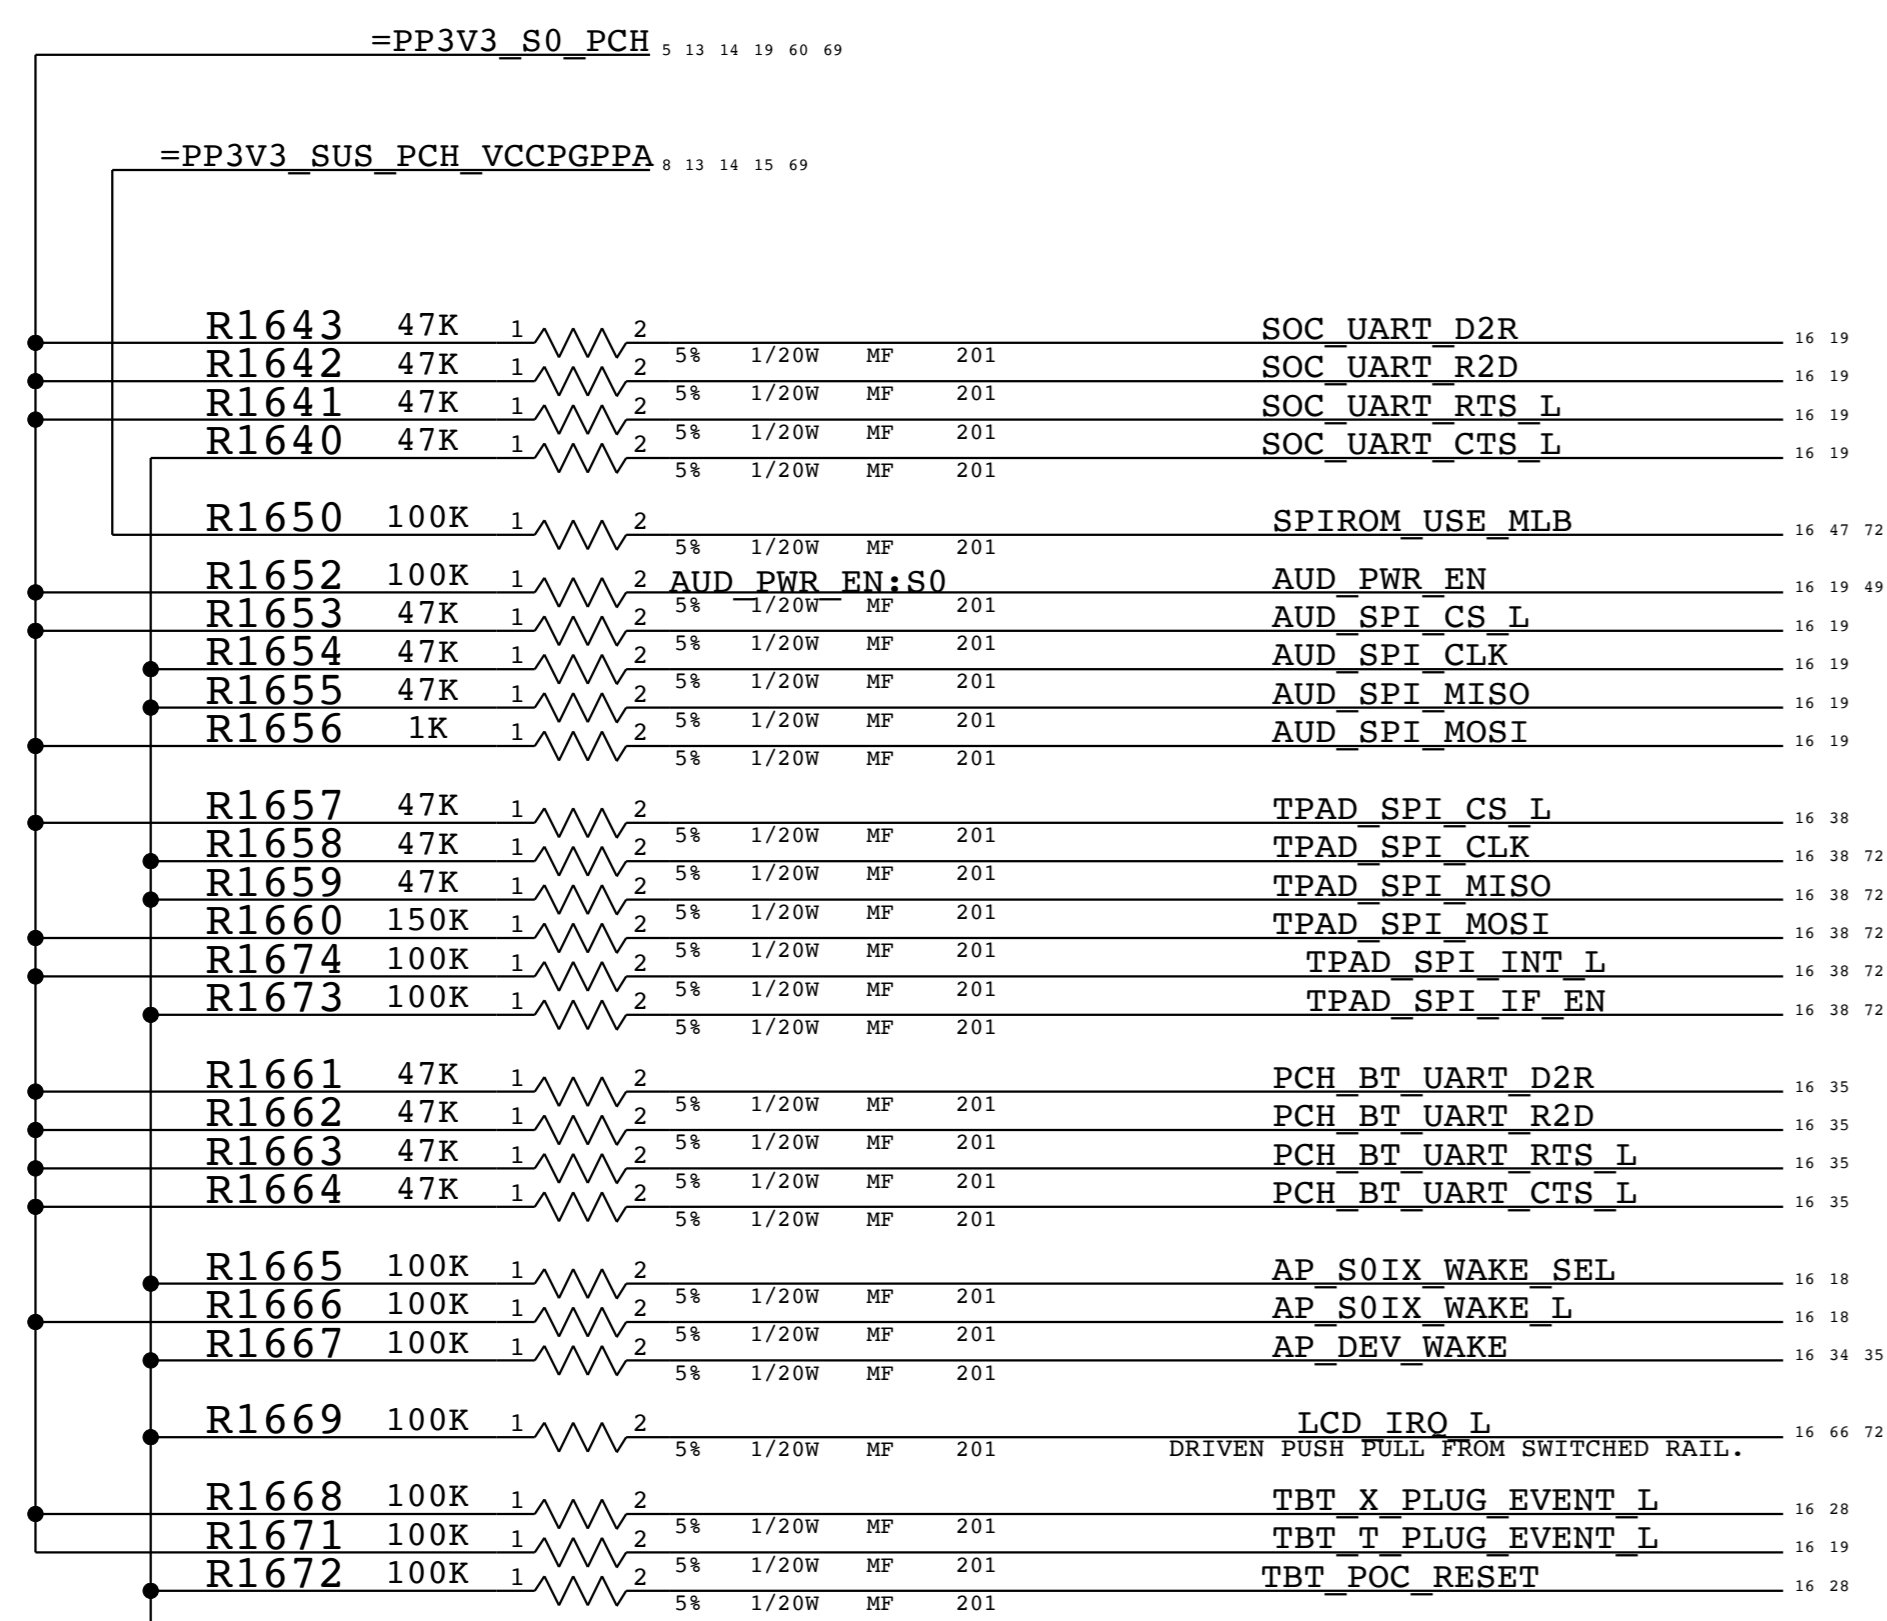 =PP3V3_S0_PCH 5 13 14 19 60 69
=PP3V3_SUS_PCH_VCCPGPPA 8 13 14 15 69
R1643 47K 1 2 SOC_UART_D2R 16 19
5% 1/20W MF 201
R1642 47K 1 2 SOC_UART_R2D 16 19
5% 1/20W MF 201
R1641 47K 1 2 SOC_UART_RTS_L 16 19
5% 1/20W MF 201
R1640 47K 1 2 SOC_UART_CTS_L 16 19
5% 1/20W MF 201
R1650 100K 1 2 SPIROM_USE_MLB 16 47 72
5% 1/20W MF 201
R1652 100K 1 2 AUD_PWR_EN:S0 AUD_PWR_EN 16 19 49
5% 1/20W MF 201
R1653 47K 1 2 AUD_SPI_CS_L 16 19
5% 1/20W MF 201
R1654 47K 1 2 AUD_SPI_CLK 16 19
5% 1/20W MF 201
R1655 47K 1 2 AUD_SPI_MISO 16 19
5% 1/20W MF 201
R1656 1K 1 2 AUD_SPI_MOSI 16 19
5% 1/20W MF 201
R1657 47K 1 2 TPAD_SPI_CS_L 16 38
5% 1/20W MF 201
R1658 47K 1 2 TPAD_SPI_CLK 16 38 72
5% 1/20W MF 201
R1659 47K 1 2 TPAD_SPI_MISO 16 38 72
5% 1/20W MF 201
R1660 150K 1 2 TPAD_SPI_MOSI 16 38 72
5% 1/20W MF 201
R1674 100K 1 2 TPAD_SPI_INT_L 16 38 72
5% 1/20W MF 201
R1673 100K 1 2 TPAD_SPI_IF_EN 16 38 72
5% 1/20W MF 201
R1661 47K 1 2 PCH_BT_UART_D2R 16 35
5% 1/20W MF 201
R1662 47K 1 2 PCH_BT_UART_R2D 16 35
5% 1/20W MF 201
R1663 47K 1 2 PCH_BT_UART_RTS_L 16 35
5% 1/20W MF 201
R1664 47K 1 2 PCH_BT_UART_CTS_L 16 35
5% 1/20W MF 201
R1665 100K 1 2 AP_S0IX_WAKE_SEL 16 18
5% 1/20W MF 201
R1666 100K 1 2 AP_S0IX_WAKE_L 16 18
5% 1/20W MF 201
R1667 100K 1 2 AP_DEV_WAKE 16 34 35
5% 1/20W MF 201
R1669 100K 1 2 LCD_IRQ_L 16 66 72
5% 1/20W MF 201 DRIVEN PUSH PULL FROM SWITCHED RAIL.
R1668 100K 1 2 TBT_X_PLUG_EVENT_L 16 28
5% 1/20W MF 201
R1671 100K 1 2 TBT_T_PLUG_EVENT_L 16 19
5% 1/20W MF 201
R1672 100K 1 2 TBT_POC_RESET 16 28
5% 1/20W MF 201